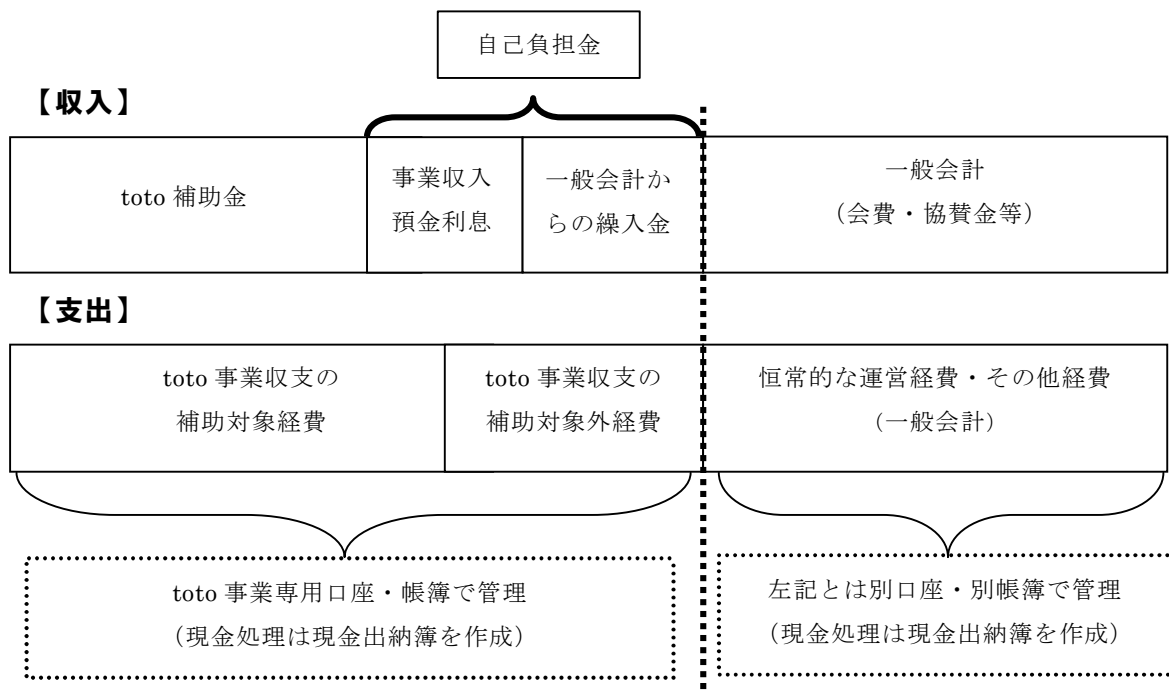 自己負担金
【収入】
toto 補助金
事業収入
預金利息
一般会計か
らの繰入金
一般会計
（会費・協賛金等）
【支出】
toto 事業収支の
補助対象経費
toto 事業収支の
補助対象外経費
恒常的な運営経費・その他経費
(一般会計)
toto 事業専用口座・帳簿で管理
（現金処理は現金出納簿を作成）
左記とは別口座・別帳簿で管理
（現金処理は現金出納簿を作成）